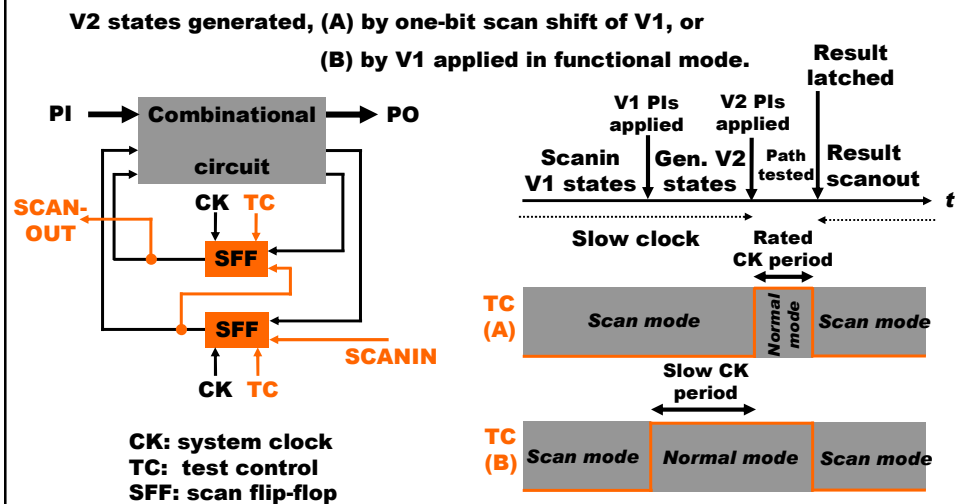 V2 states generated, (A) by one-bit scan shift of V1, or
(B) by V1 applied in functional mode.
PI
Combinational
circuit
PO
SCAN-
OUT
CK TC
SFF
SFF
SCANIN
CK TC
CK: system clock
TC: test control
SFF: scan flip-flop
Result
latched
V1 PIs
applied
V2 PIs
applied
Scanin
V1 states
Gen. V2
states
Path
tested
Result
scanout
t
Slow clock
Rated
CK period
TC
(A)
Scan mode
Normal
mode
Scan mode
Slow CK
period
TC
(B)
Scan mode
Normal mode
Scan mode